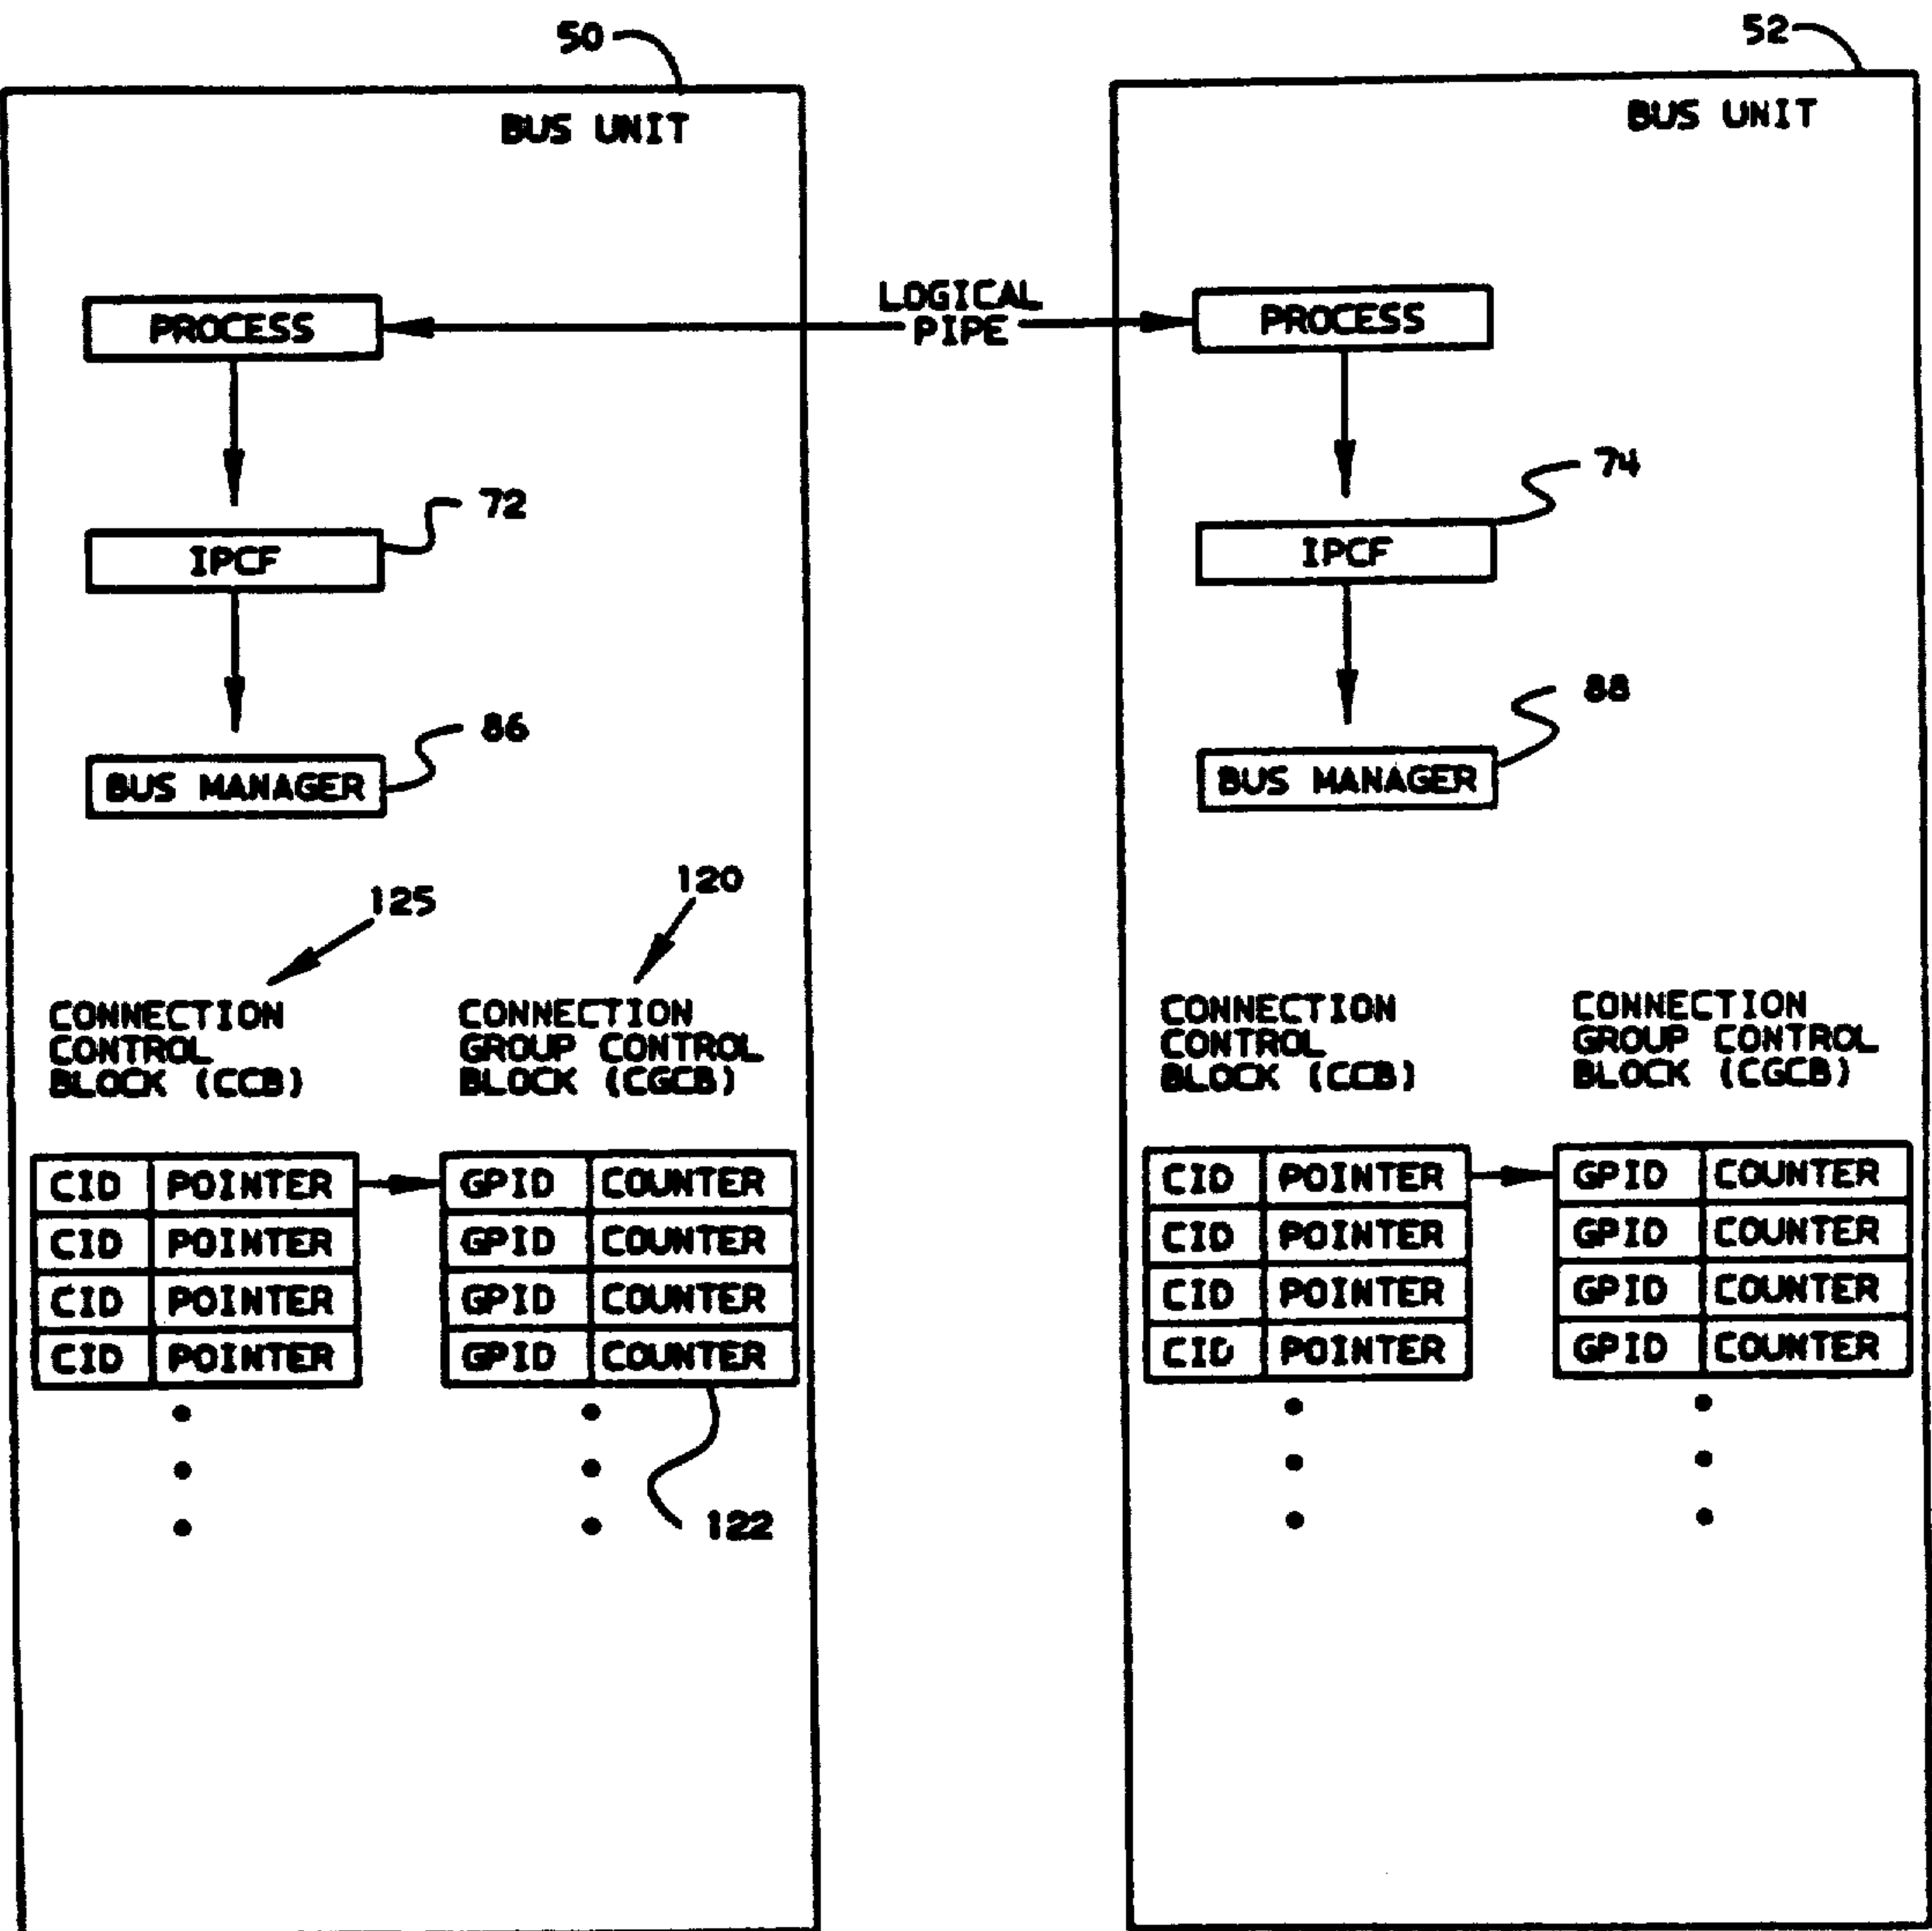 50
BUS UNIT
PROCESS
IPCF
72
BUS MANAGER
86
125
120
CONNECTION
CONTROL
BLOCK (CCB)
CONNECTION
GROUP CONTROL
BLOCK (CGCB)
CID POINTER GPID COUNTER
CID POINTER GPID COUNTER
CID POINTER GPID COUNTER
CID POINTER GPID COUNTER
122
LOGICAL
PIPE
52
BUS UNIT
PROCESS
74
IPCF
88
BUS MANAGER
CONNECTION
CONTROL
BLOCK (CCB)
CONNECTION
GROUP CONTROL
BLOCK (CGCB)
CID POINTER GPID COUNTER
CID POINTER GPID COUNTER
CID POINTER GPID COUNTER
CID POINTER GPID COUNTER